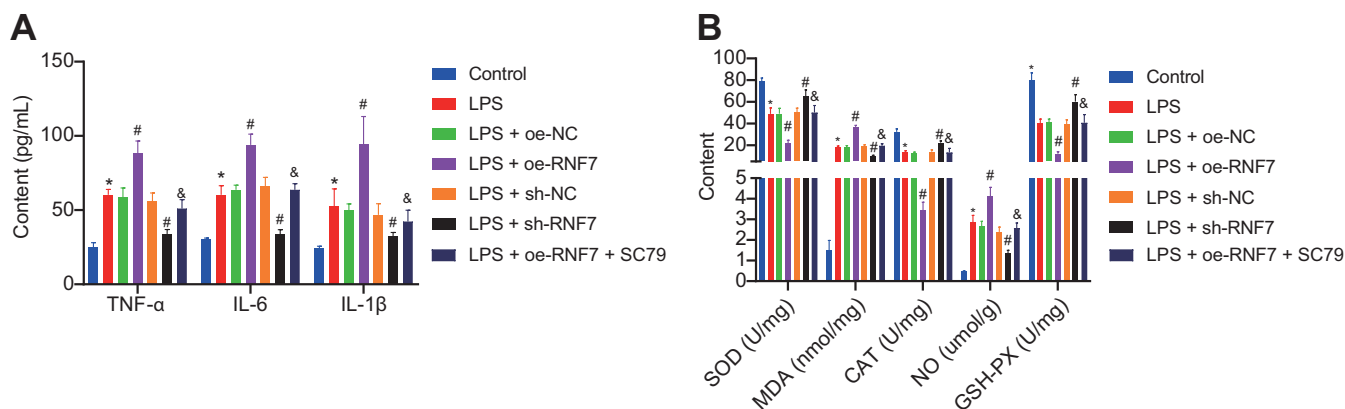 A
Content (pg/mL)
150
100
50
0
*
#
#
&
*
#
#
&
*
#
#
&
TNF-α
IL-6
IL-1β
Control
LPS
LPS + oe-NC
LPS + oe-RNF7
LPS + sh-NC
LPS + sh-RNF7
LPS + oe-RNF7 + SC79
B
Content
100
80
60
40
20
5
4
3
2
1
0
*
#
#
&
*
#
#
&
*
#
#
&
*
#
#
&
*
#
#
&
SOD (U/mg)
MDA (nmol/mg)
CAT (U/mg)
NO (umol/g)
GSH-PX (U/mg)
Control
LPS
LPS + oe-NC
LPS + oe-RNF7
LPS + sh-NC
LPS + sh-RNF7
LPS + oe-RNF7 + SC79